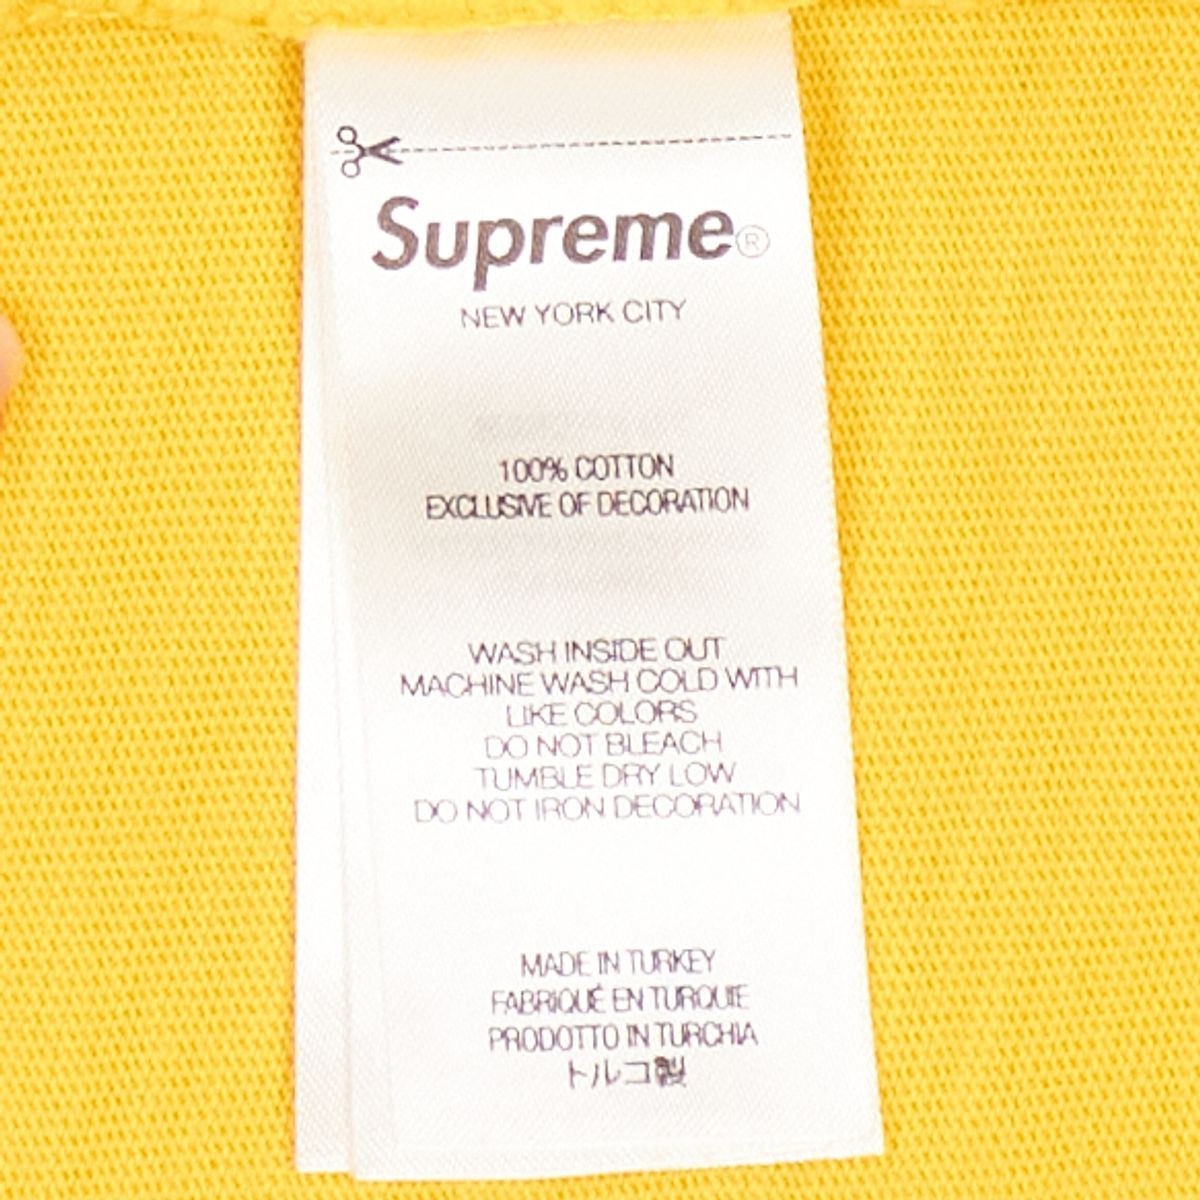 Supreme®
NEW YORK CITY
100% COTTON
EXCLUSIVE OF DECORATION
WASH INSIDE OUT
MACHINE WASH COLD WITH
LIKE COLORS
DO NOT BLEACH
TUMBLE DRY LOW
DO NOT IRON DECORATION
MADE IN TURKEY
FABRIQUÉ EN TURQUIE
PRODOTTO IN TURCHIA
トルコ製